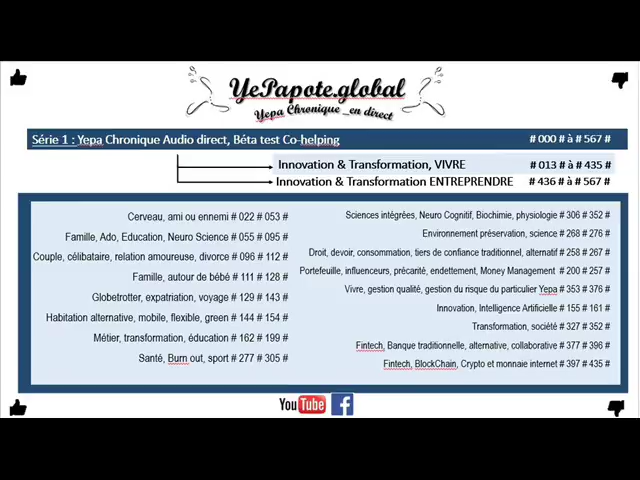 YePapote.global
Yepa Chronique _en direct
Série 1 : Yepa Chronique Audio direct, Béta test Co-helping # 000 # à # 567 #
Innovation & Transformation, VIVRE # 013 # à # 435 #
Innovation & Transformation ENTREPRENDRE # 436 # à # 567 #
Cerveau, ami ou ennemi # 022 # 053 #
Famille, Ado, Education, Neuro Science # 055 # 095 #
Couple, célibataire, relation amoureuse, divorce # 096 # 112 #
Famille, autour de bébé # 111 # 128 #
Globetrotter, expatriation, voyage # 129 # 143 #
Habitation alternative, mobile, flexible, green # 144 # 154 #
Métier, transformation, éducation # 162 # 199 #
Santé, Burn out, sport # 277 # 305 #
Sciences intégrées, Neuro Cognitif, Biochimie, physiologie # 306 # 352 #
Environnement préservation, science # 268 # 276 #
Droit, devoir, consommation, tiers de confiance traditionnel, alternatif # 258 # 267 #
Portefeuille, influenceurs, précarité, endettement, Money Management # 200 # 257 #
Vivre, gestion qualité, gestion du risque du particulier Yepa # 353 # 376 #
Innovation, Intelligence Artificielle # 155 # 161 #
Transformation, société # 327 # 352 #
Fintech, Banque traditionnelle, alternative, collaborative # 377 # 396 #
Fintech, BlockChain, Crypto et monnaie internet # 397 # 435 #
YouTube f